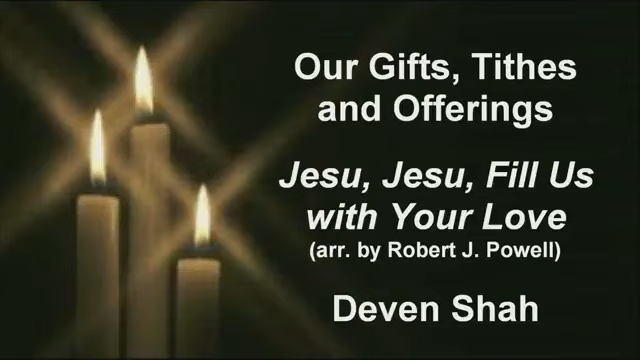 Our Gifts, Tithes
and Offerings
Jesu, Jesu, Fill Us
with Your Love
(arr. by Robert J. Powell)
Deven Shah